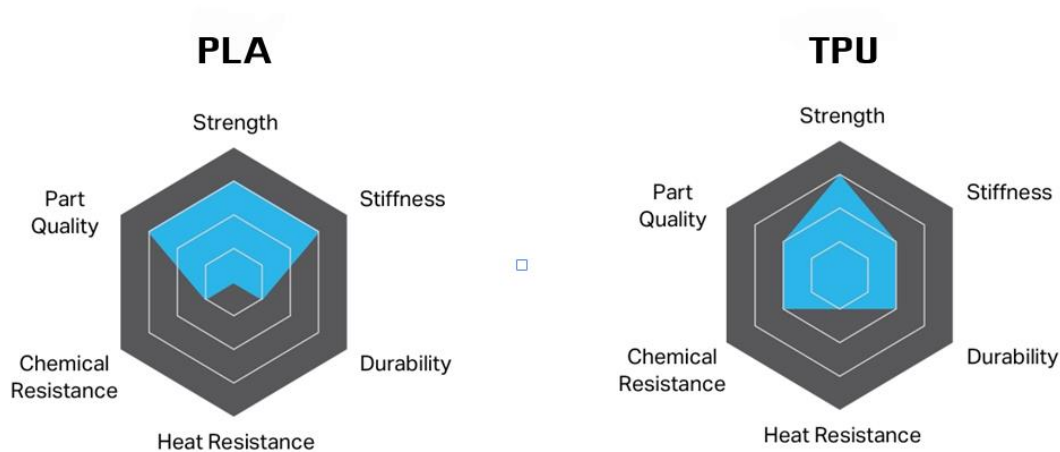 PLA
Strength
Part
Quality
Stiffness
Chemical
Resistance
Durability
Heat Resistance
TPU
Strength
Part
Quality
Stiffness
Chemical
Resistance
Durability
Heat Resistance